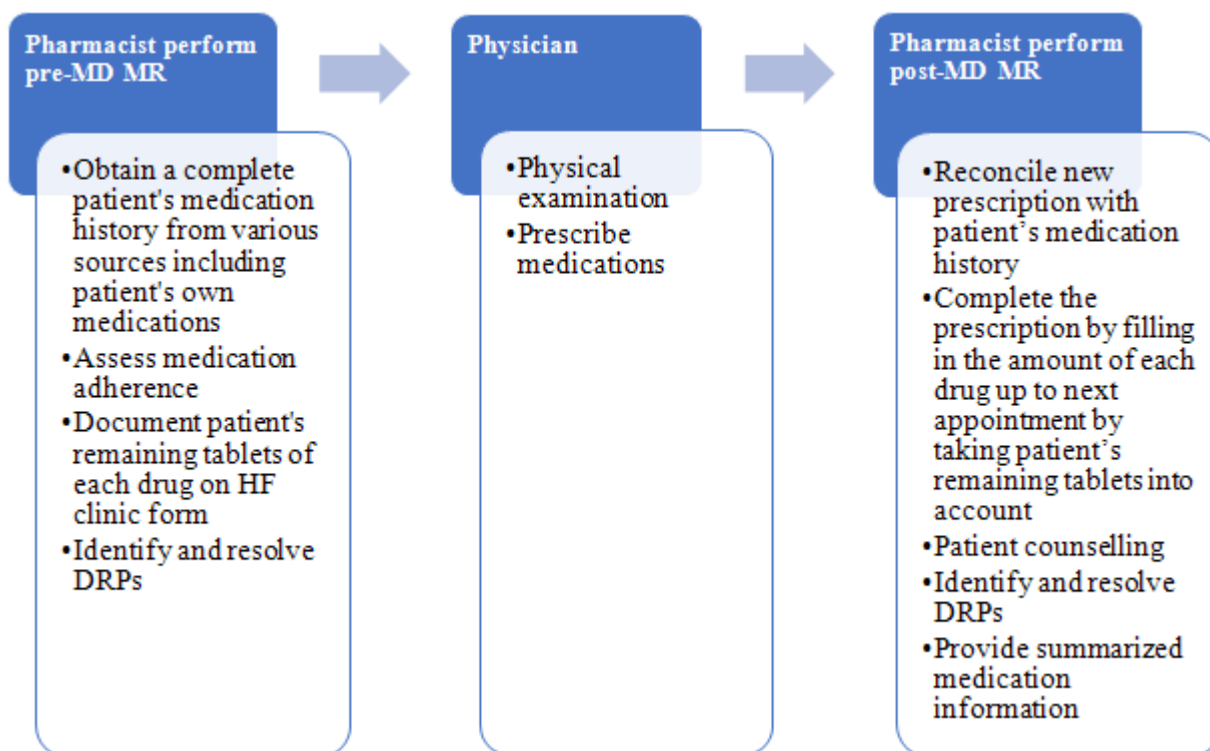 Pharmacist perform
pre-MD MR
•Obtain a complete
patient's medication
history from various
sources including
patient's own
medications
•Assess medication
adherence
•Document patient's
remaining tablets of
each drug on HF
clinic form
•Identify and resolve
DRPs
Physician
•Physical
examination
•Prescribe
medications
Pharmacist perform
post-MD MR
•Reconcile new
prescription with
patient’s medication
history
•Complete the
prescription by filling
in the amount of each
drug up to next
appointment by
taking patient’s
remaining tablets into
account
•Patient counselling
•Identify and resolve
DRPs
•Provide summarized
medication
information